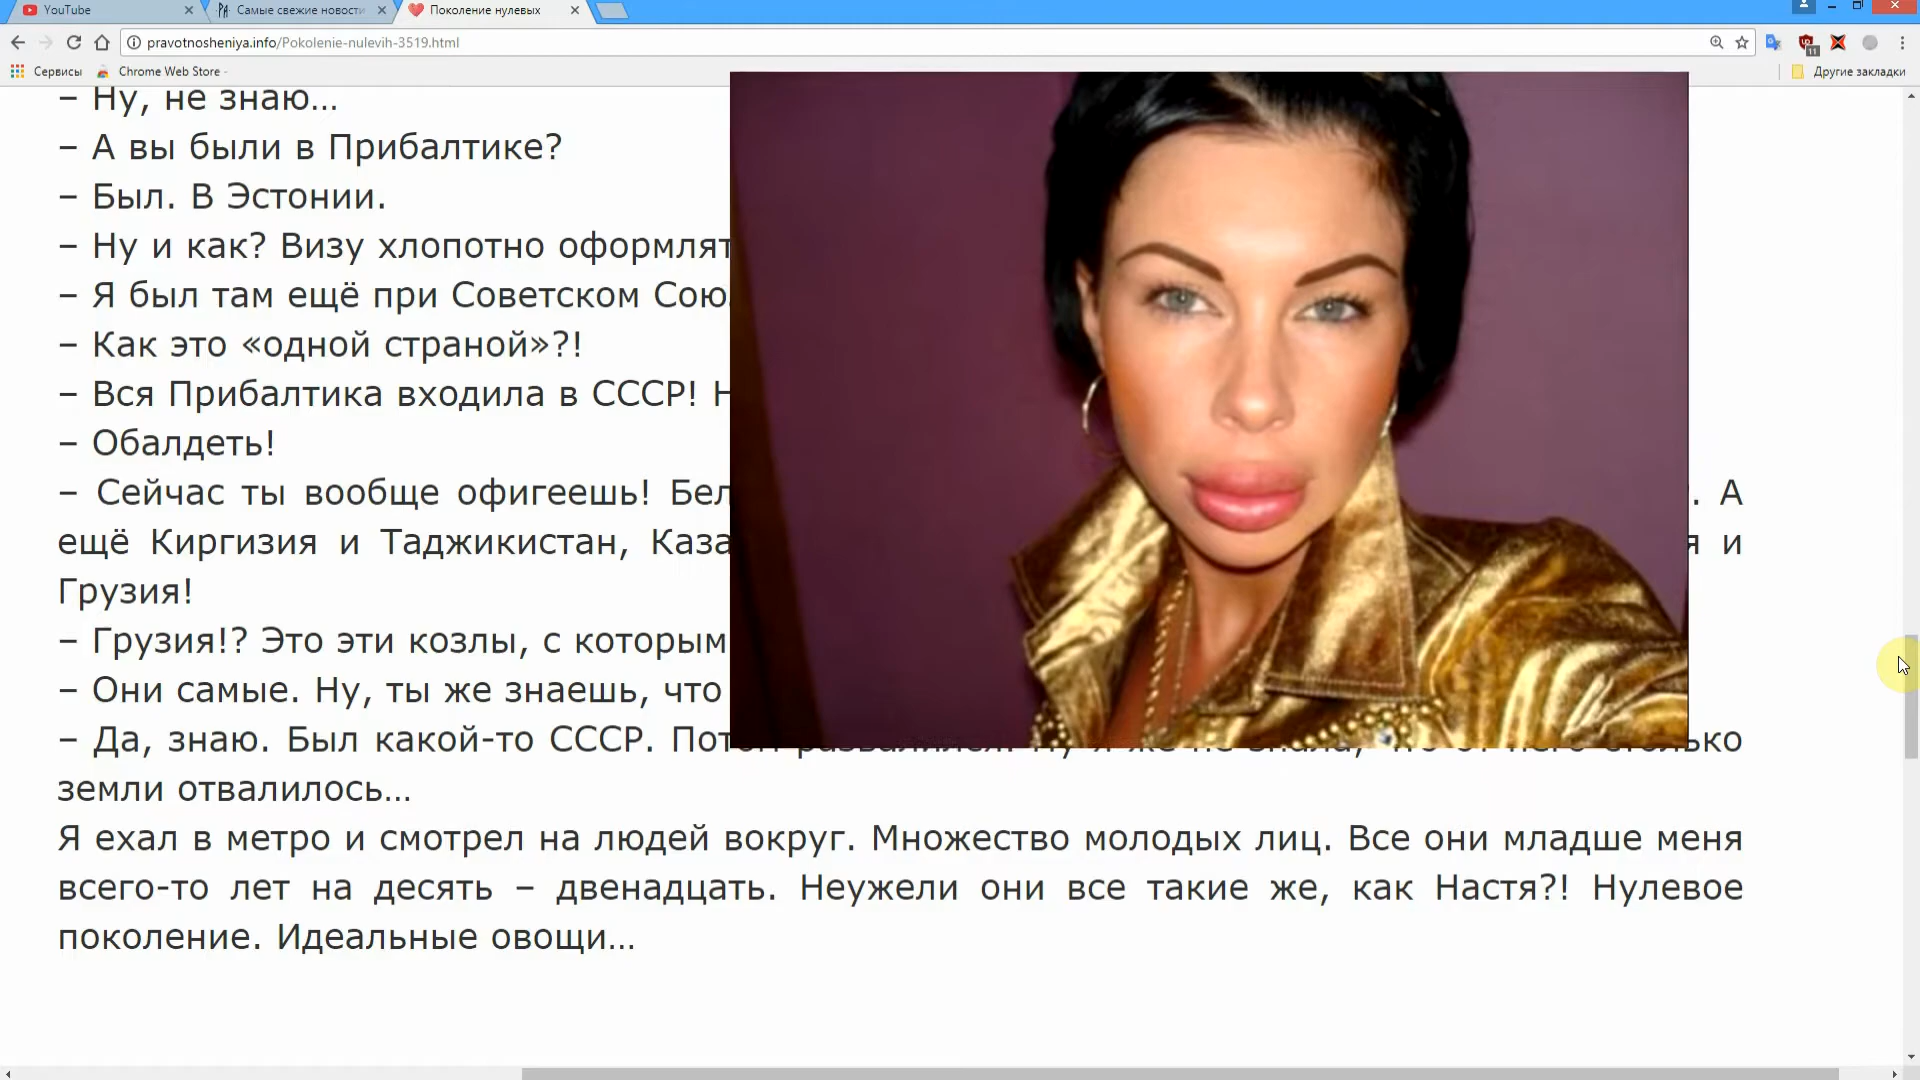 YouTube
Самые свежие новости
Поколение нулевых
pravotnosheniya.info/Pokolenie-nulevih-3519.html
11
Сервисы
Chrome Web Store -
Другие закладки
– Ну, не знаю...
– А вы были в Прибалтике?
– Был. В Эстонии.
– Ну и как? Визу хлопотно оформлят
– Я был там ещё при Советском Сою
– Как это «одной страной»?!
– Вся Прибалтика входила в СССР! Н
– Обалдеть!
– Сейчас ты вообще офигеешь! Бел . А
ещё Киргизия и Таджикистан, Каза я и
Грузия!
– Грузия!? Это эти козлы, с которым
– Они самые. Ну, ты же знаешь, что
– Да, знаю. Был какой-то СССР. Пот
земли отвалилось...
Я ехал в метро и смотрел на людей вокруг. Множество молодых лиц. Все они младше меня
всего-то лет на десять – двенадцать. Неужели они все такие же, как Настя?! Нулевое
поколение. Идеальные овощи...